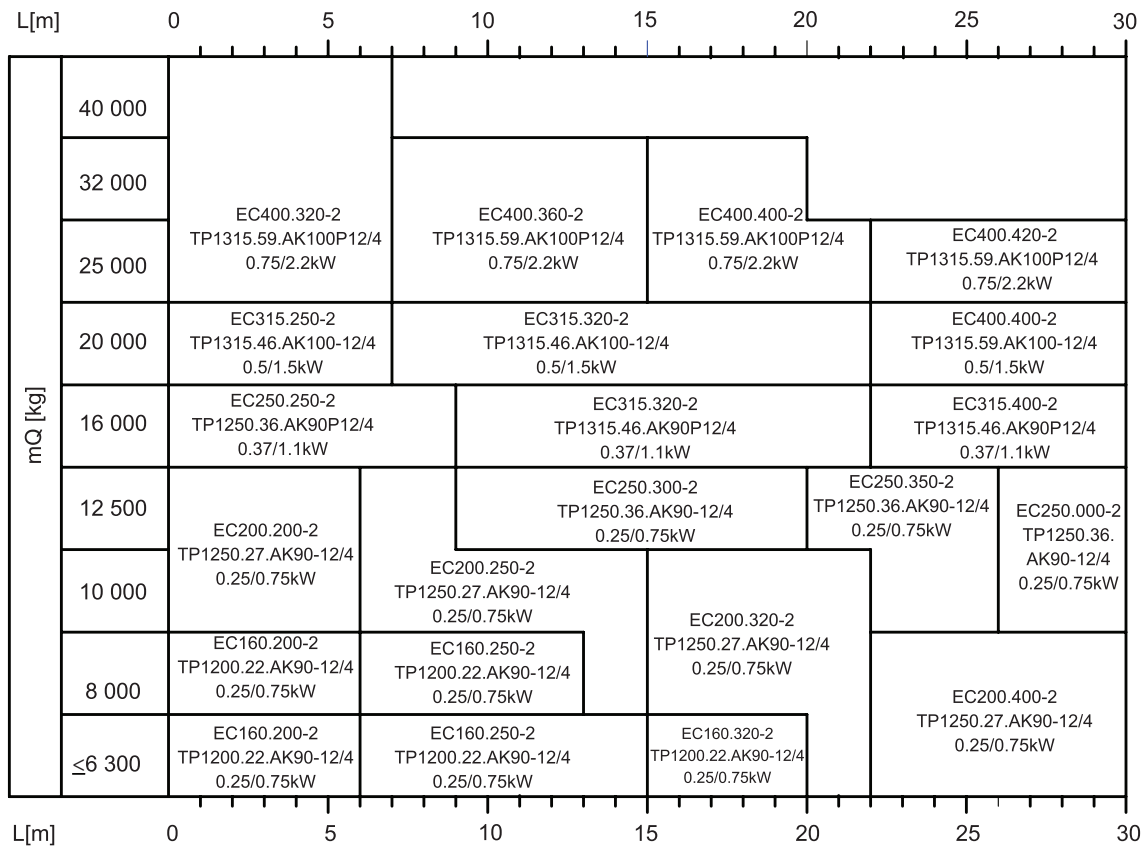 L[m] 0 5 10 15 20 25 30
40 000
32 000
EC400.320-2
TP1315.59.AK100P12/4
0.75/2.2kW
EC400.360-2
TP1315.59.AK100P12/4
0.75/2.2kW
EC400.400-2
TP1315.59.AK100P12/4
0.75/2.2kW
25 000
EC400.420-2
TP1315.59.AK100P12/4
0.75/2.2kW
20 000
EC315.250-2
TP1315.46.AK100-12/4
0.5/1.5kW
EC315.320-2
TP1315.46.AK100-12/4
0.5/1.5kW
EC400.400-2
TP1315.59.AK100-12/4
0.5/1.5kW
mQ [kg]
16 000
EC250.250-2
TP1250.36.AK90P12/4
0.37/1.1kW
EC315.320-2
TP1315.46.AK90P12/4
0.37/1.1kW
EC315.400-2
TP1315.46.AK90P12/4
0.37/1.1kW
12 500
EC200.200-2
TP1250.27.AK90-12/4
0.25/0.75kW
EC250.300-2
TP1250.36.AK90-12/4
0.25/0.75kW
EC250.350-2
TP1250.36.AK90-12/4
0.25/0.75kW
EC250.000-2
TP1250.36.
AK90-12/4
0.25/0.75kW
10 000
EC200.250-2
TP1250.27.AK90-12/4
0.25/0.75kW
EC200.320-2
TP1250.27.AK90-12/4
0.25/0.75kW
8 000
EC160.200-2
TP1200.22.AK90-12/4
0.25/0.75kW
EC160.250-2
TP1200.22.AK90-12/4
0.25/0.75kW
EC200.400-2
TP1250.27.AK90-12/4
0.25/0.75kW
≤6 300
EC160.200-2
TP1200.22.AK90-12/4
0.25/0.75kW
EC160.250-2
TP1200.22.AK90-12/4
0.25/0.75kW
EC160.320-2
TP1200.22.AK90-12/4
0.25/0.75kW
L[m] 0 5 10 15 20 25 30